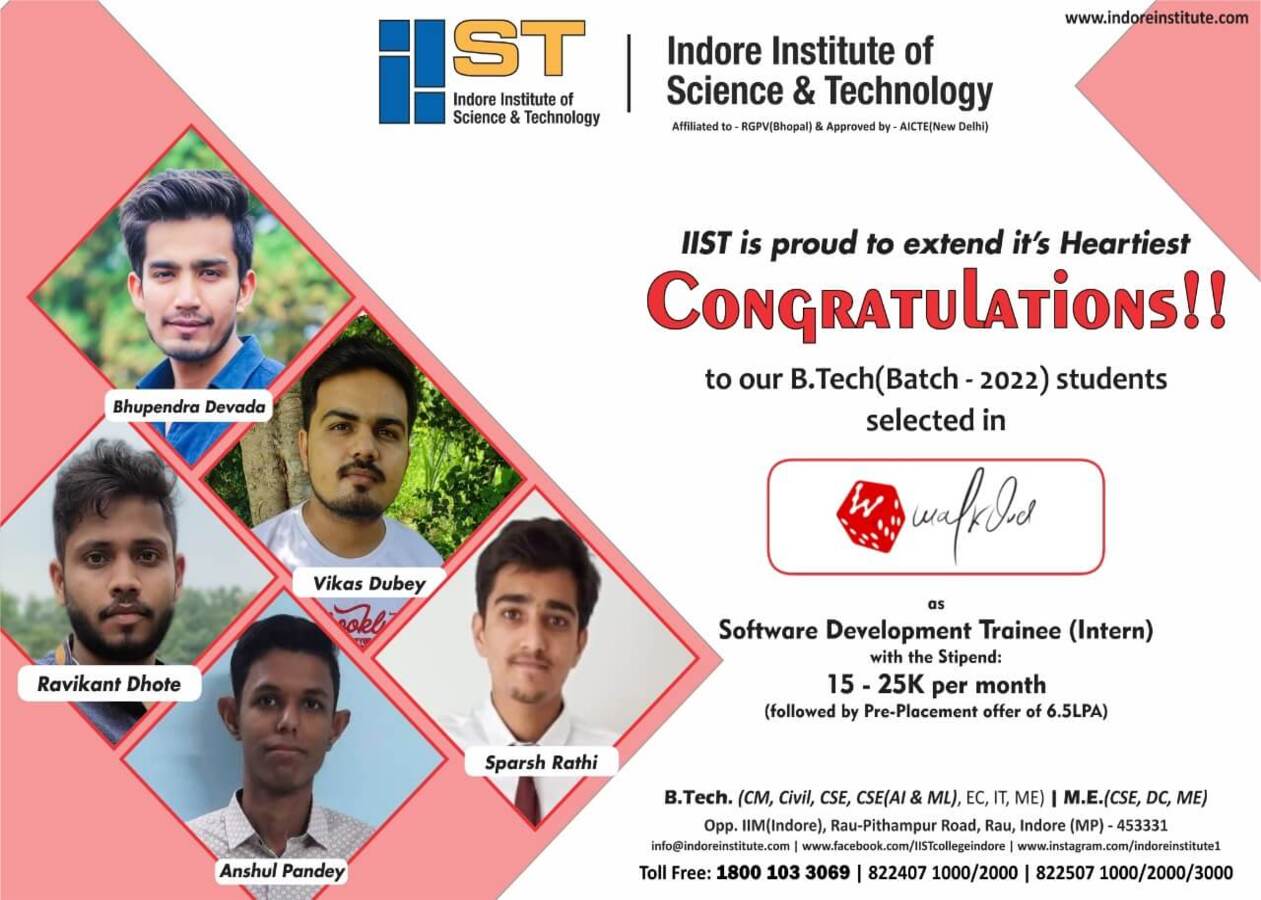 www.indoreinstitute.com
IIST
Indore Institute of
Science & Technology
Indore Institute of
Science & Technology
Affiliated to - RGPV(Bhopal) & Approved by - AICTE(New Delhi)
IIST is proud to extend it's Heartiest
CONGRATULATIONS!!
to our B.Tech(Batch - 2022) students
selected in
W walkOvd
as
Software Development Trainee (Intern)
with the Stipend:
15 - 25K per month
(followed by Pre-Placement offer of 6.5LPA)
Bhupendra Devada
Vikas Dubey
Ravikant Dhote
Sparsh Rathi
Anshul Pandey
B.Tech. (CM, Civil, CSE, CSE(AI & ML), EC, IT, ME) | M.E.(CSE, DC, ME)
Opp. IIM(Indore), Rau-Pithampur Road, Rau, Indore (MP) - 453331
info@indoreinstitute.com | www.facebook.com/IISTcollegeindore | www.instagram.com/indoreinstitute1
Toll Free: 1800 103 3069 | 822407 1000/2000 | 822507 1000/2000/3000